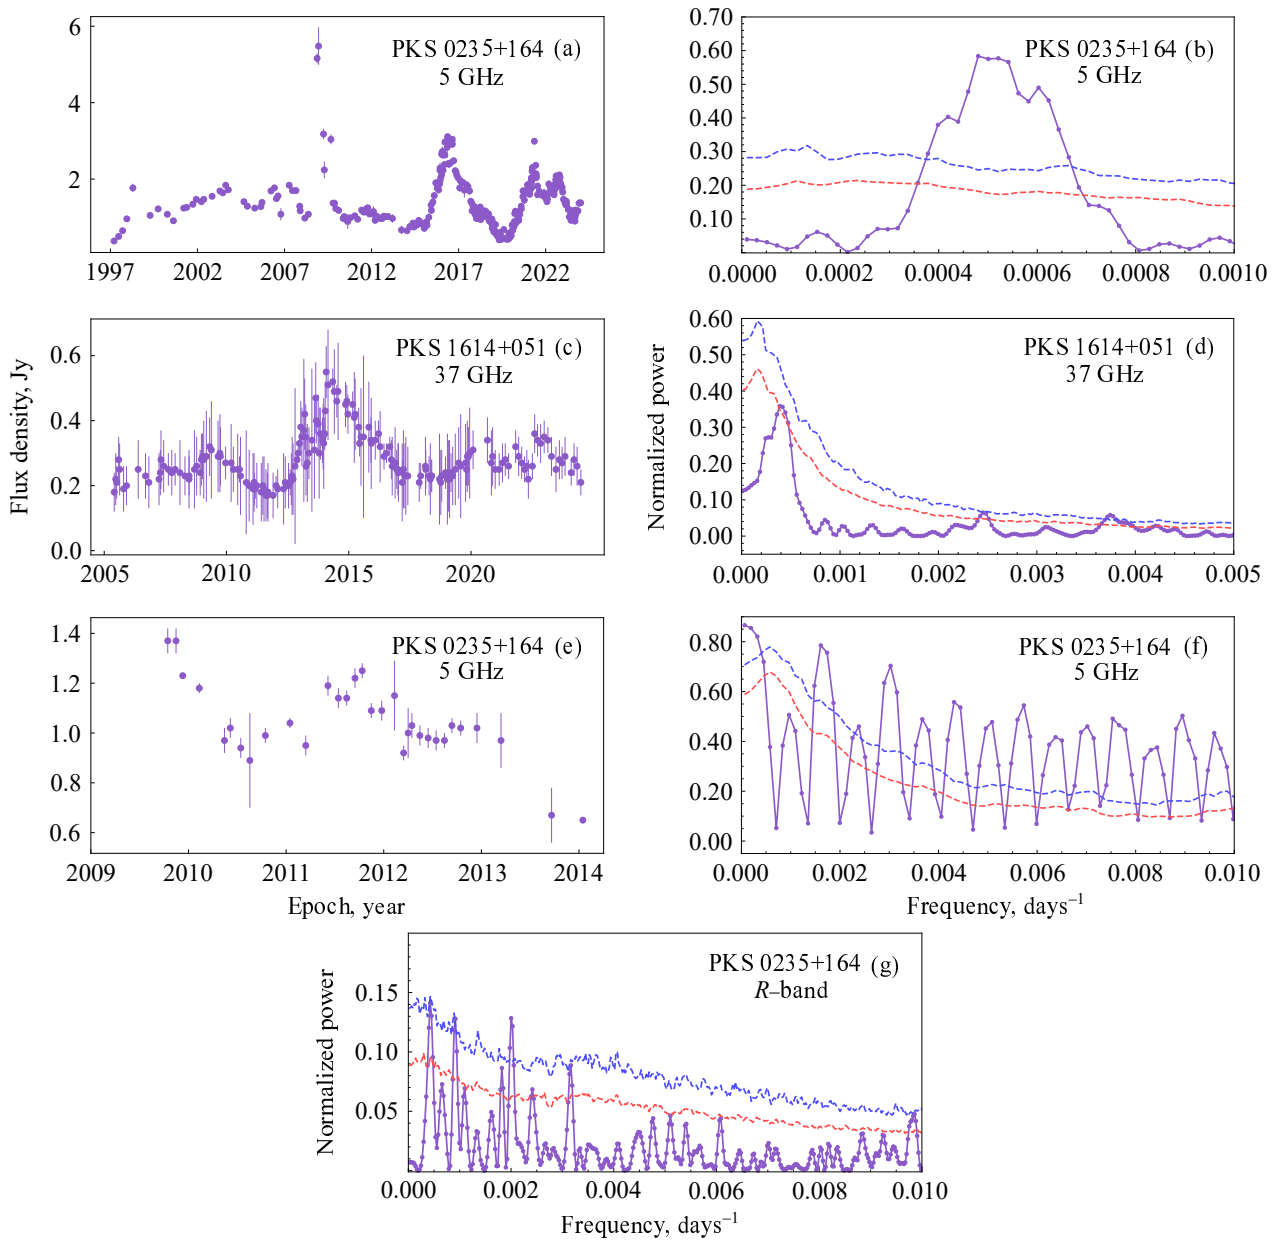 PKS 0235+164 (a)
5 GHz
6
4
2
1997 2002 2007 2012 2017 2022
PKS 0235+164 (b)
5 GHz
0.70
0.60
0.50
0.40
0.30
0.20
0.10
0.0000 0.0002 0.0004 0.0006 0.0008 0.0010
Flux density, Jy
PKS 1614+051 (c)
37 GHz
0.6
0.4
0.2
0.0
2005 2010 2015 2020
Normalized power
PKS 1614+051 (d)
37 GHz
0.60
0.50
0.40
0.30
0.20
0.10
0.00
0.000 0.001 0.002 0.003 0.004 0.005
PKS 0235+164 (e)
5 GHz
1.4
1.2
1.0
0.8
0.6
2009 2010 2011 2012 2013 2014
Epoch, year
PKS 0235+164 (f)
5 GHz
0.80
0.60
0.40
0.20
0.00
0.000 0.002 0.004 0.006 0.008 0.010
Frequency, days⁻¹
PKS 0235+164 (g)
R–band
Normalized power
0.15
0.10
0.05
0.000 0.002 0.004 0.006 0.008 0.010
Frequency, days⁻¹